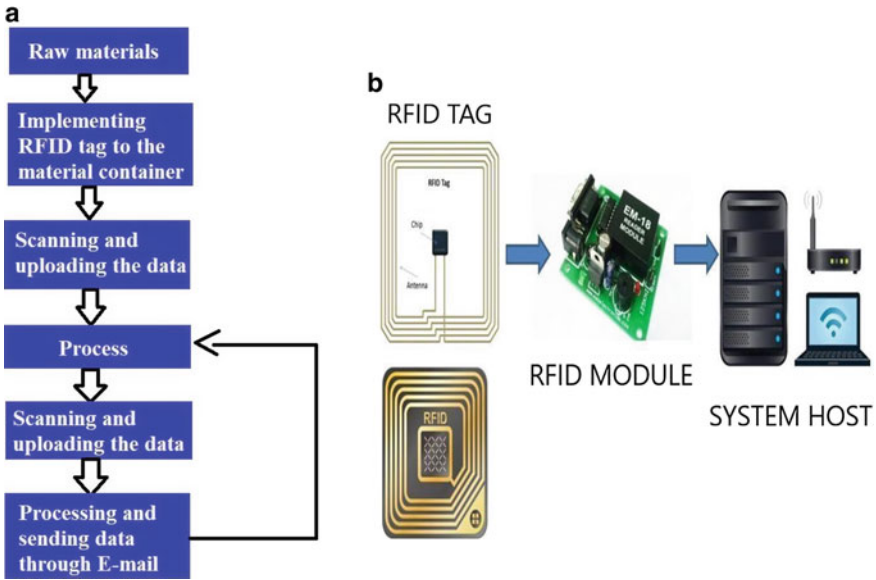 a
Raw materials
Implementing
RFID tag to the
material container
Scanning and
uploading the data
Process
Scanning and
uploading the data
Processing and
sending data
through E-mail
b
RFID TAG
RFID Tag
Chip
Antenna
RFID
EM-18
READER
MODULE
RFID MODULE
SYSTEM HOST